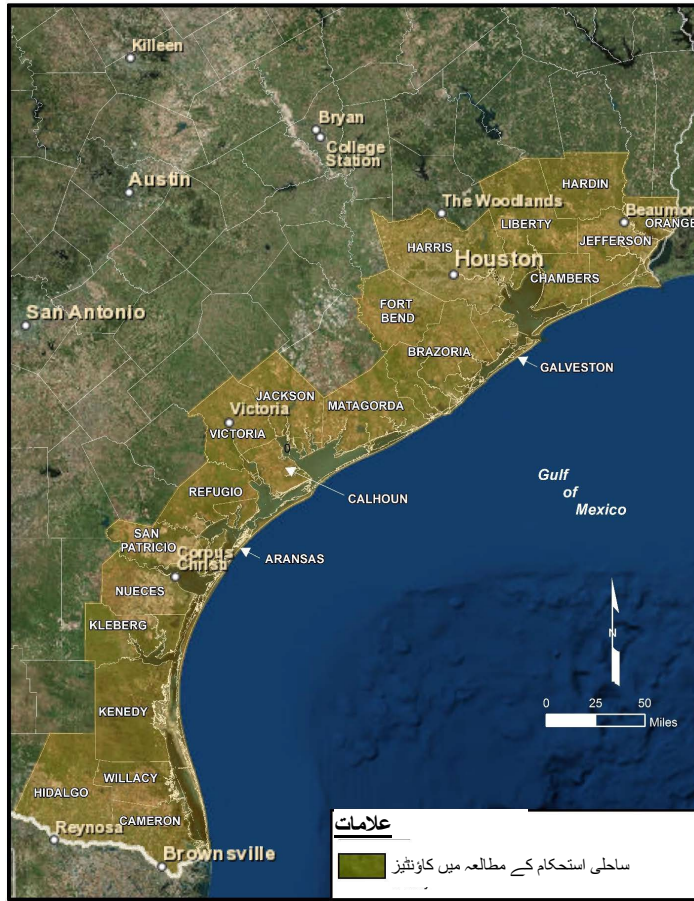 Killeen
Bryan
College
Station
Austin
HARDIN
The Woodlands
Beaumon
LIBERTY
ORANGE
HARRIS
JEFFERSON
Houston
CHAMBERS
San Antonio
FORT
BEND
BRAZORIA
GALVESTON
JACKSON
MATAGORDA
Victoria
VICTORIA
Gulf
of
Mexico
REFUGIO
CALHOUN
SAN
PATRICIO
Corpus
Christi
ARANSAS
NUECES
KLEBERG
N
KENEDY
0 25 50
Miles
WILLACY
HIDALGO
CAMERON
Reynosa
Brownsville
علامات
ساحلی استحکام کے مطالعہ میں کاؤنٹیز